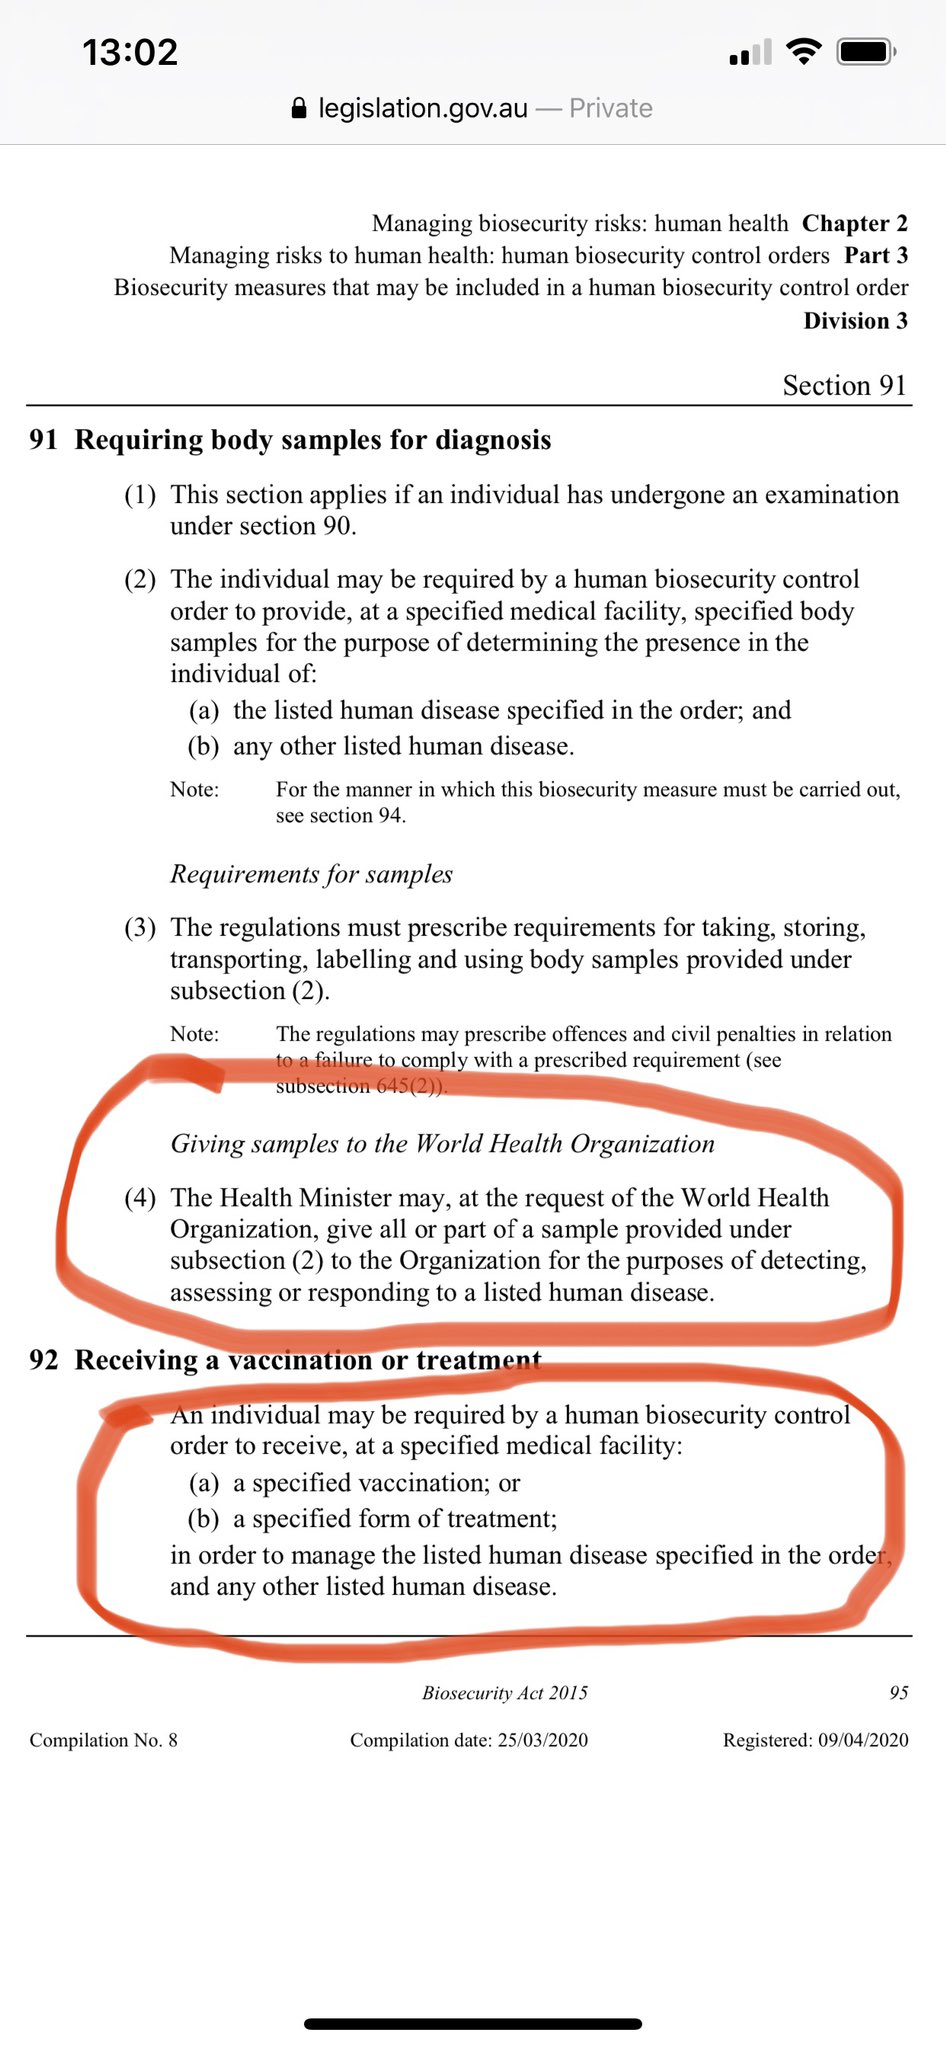 13:02
legislation.gov.au — Private
Managing biosecurity risks: human health Chapter 2
Managing risks to human health: human biosecurity control orders Part 3
Biosecurity measures that may be included in a human biosecurity control order
Division 3
Section 91
91 Requiring body samples for diagnosis
(1) This section applies if an individual has undergone an examination
under section 90.
(2) The individual may be required by a human biosecurity control
order to provide, at a specified medical facility, specified body
samples for the purpose of determining the presence in the
individual of:
(a) the listed human disease specified in the order; and
(b) any other listed human disease.
Note: For the manner in which this biosecurity measure must be carried out,
see section 94.
Requirements for samples
(3) The regulations must prescribe requirements for taking, storing,
transporting, labelling and using body samples provided under
subsection (2).
Note: The regulations may prescribe offences and civil penalties in relation
to a failure to comply with a prescribed requirement (see
subsection 645(2)).
Giving samples to the World Health Organization
(4) The Health Minister may, at the request of the World Health
Organization, give all or part of a sample provided under
subsection (2) to the Organization for the purposes of detecting,
assessing or responding to a listed human disease.
92 Receiving a vaccination or treatment
An individual may be required by a human biosecurity control
order to receive, at a specified medical facility:
(a) a specified vaccination; or
(b) a specified form of treatment;
in order to manage the listed human disease specified in the order,
and any other listed human disease.
Biosecurity Act 2015 95
Compilation No. 8 Compilation date: 25/03/2020 Registered: 09/04/2020